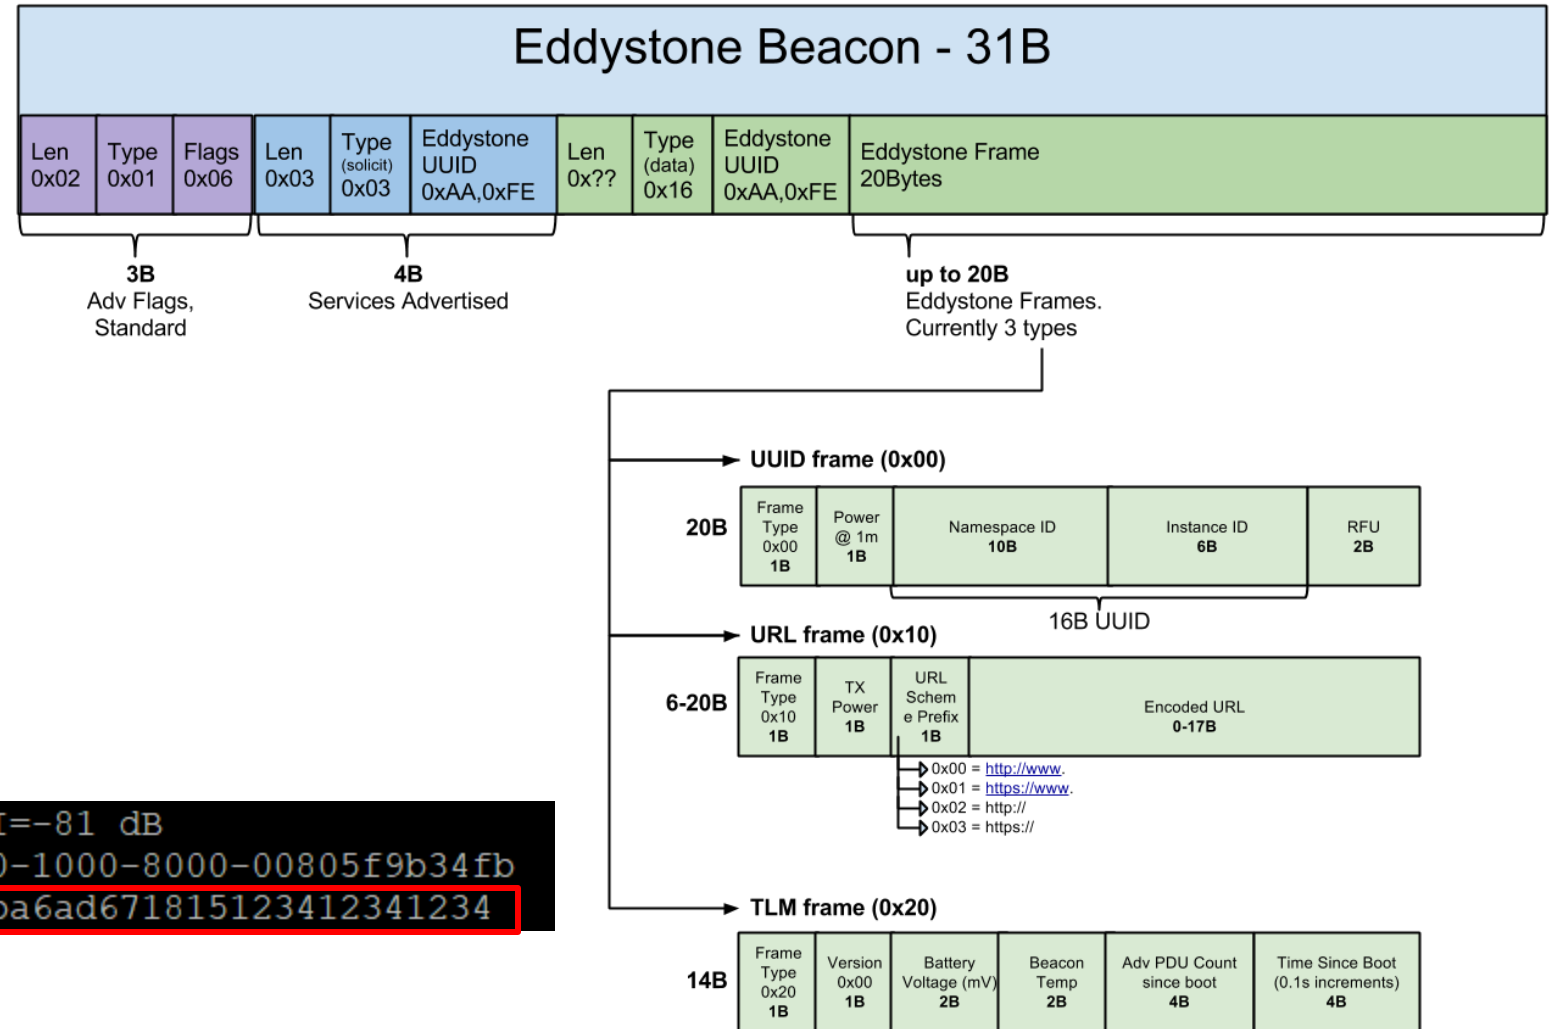 Eddystone Beacon - 31B
Len
0x02
Type
0x01
Flags
0x06
Len
0x03
Type
(solicit)
0x03
Eddystone
UUID
0xAA,0xFE
Len
0x??
Type
(data)
0x16
Eddystone
UUID
0xAA,0xFE
Eddystone Frame
20Bytes
3B
Adv Flags,
Standard
4B
Services Advertised
up to 20B
Eddystone Frames.
Currently 3 types
UUID frame (0x00)
20B
Frame
Type
0x00
1B
Power
@ 1m
1B
Namespace ID
10B
Instance ID
6B
RFU
2B
16B UUID
URL frame (0x10)
6-20B
Frame
Type
0x10
1B
TX
Power
1B
URL
Schem
e Prefix
1B
Encoded URL
0-17B
0x00 = http://www.
0x01 = https://www.
0x02 = http://
0x03 = https://
=-81 dB
0-1000-8000-00805f9b34fb
a6ad671815123412341234
TLM frame (0x20)
14B
Frame
Type
0x20
1B
Version
0x00
1B
Battery
Voltage (mV)
2B
Beacon
Temp
2B
Adv PDU Count
since boot
4B
Time Since Boot
(0.1s increments)
4B